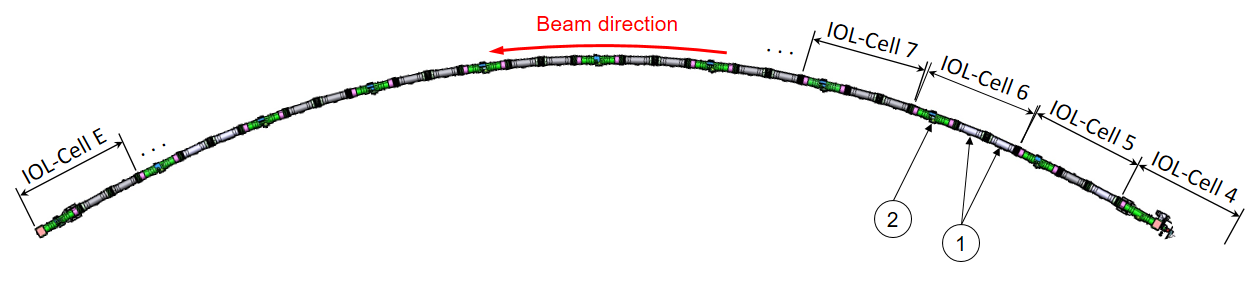 Beam direction
. . .
IOL-Cell 7
IOL-Cell 6
IOL-Cell 5
IOL-Cell 4
IOL-Cell E
. . .
2
1